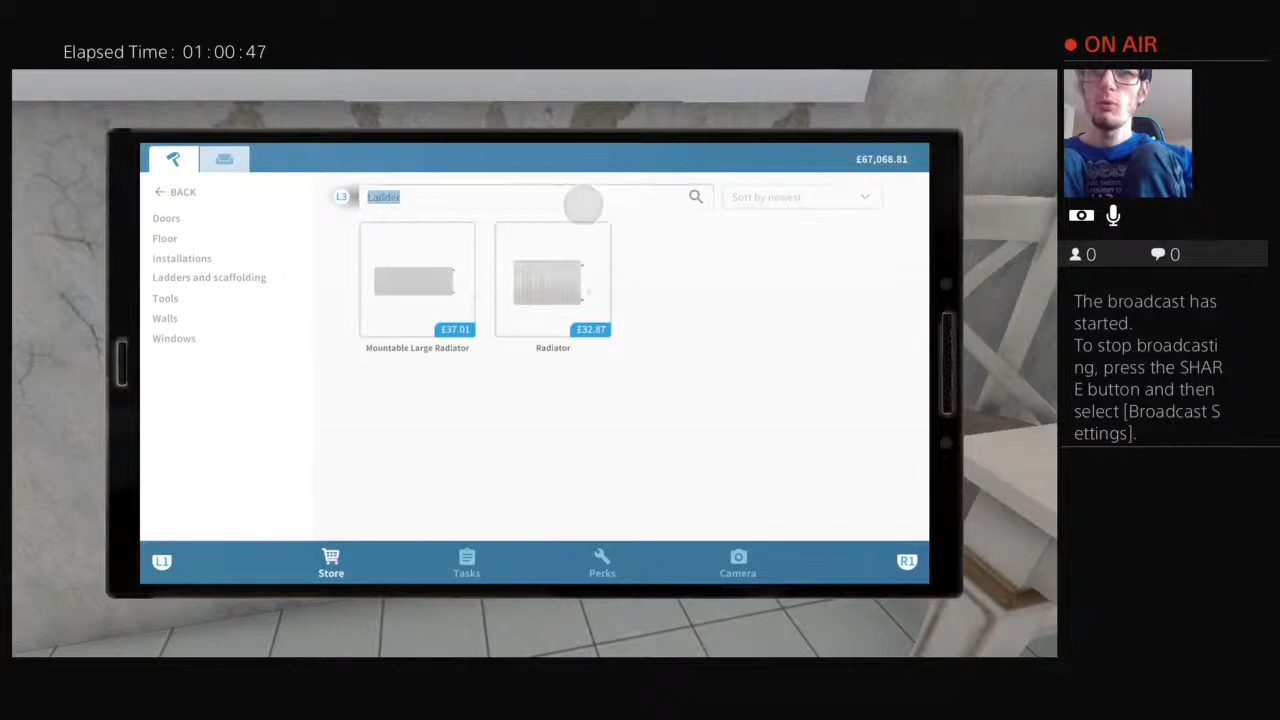 Elapsed Time: 01:00:47
ON AIR
£67,068.81
BACK
L3 Ladder
Sort by newest
Doors
Floor
Installations
Ladders and scaffolding
Tools
Walls
Windows
£37.01
£32.87
Mountable Large Radiator
Radiator
L1
Store
Tasks
Perks
Camera
R1
0
0
The broadcast has
started.
To stop broadcasti
ng, press the SHAR
E button and then
select [Broadcast S
ettings].